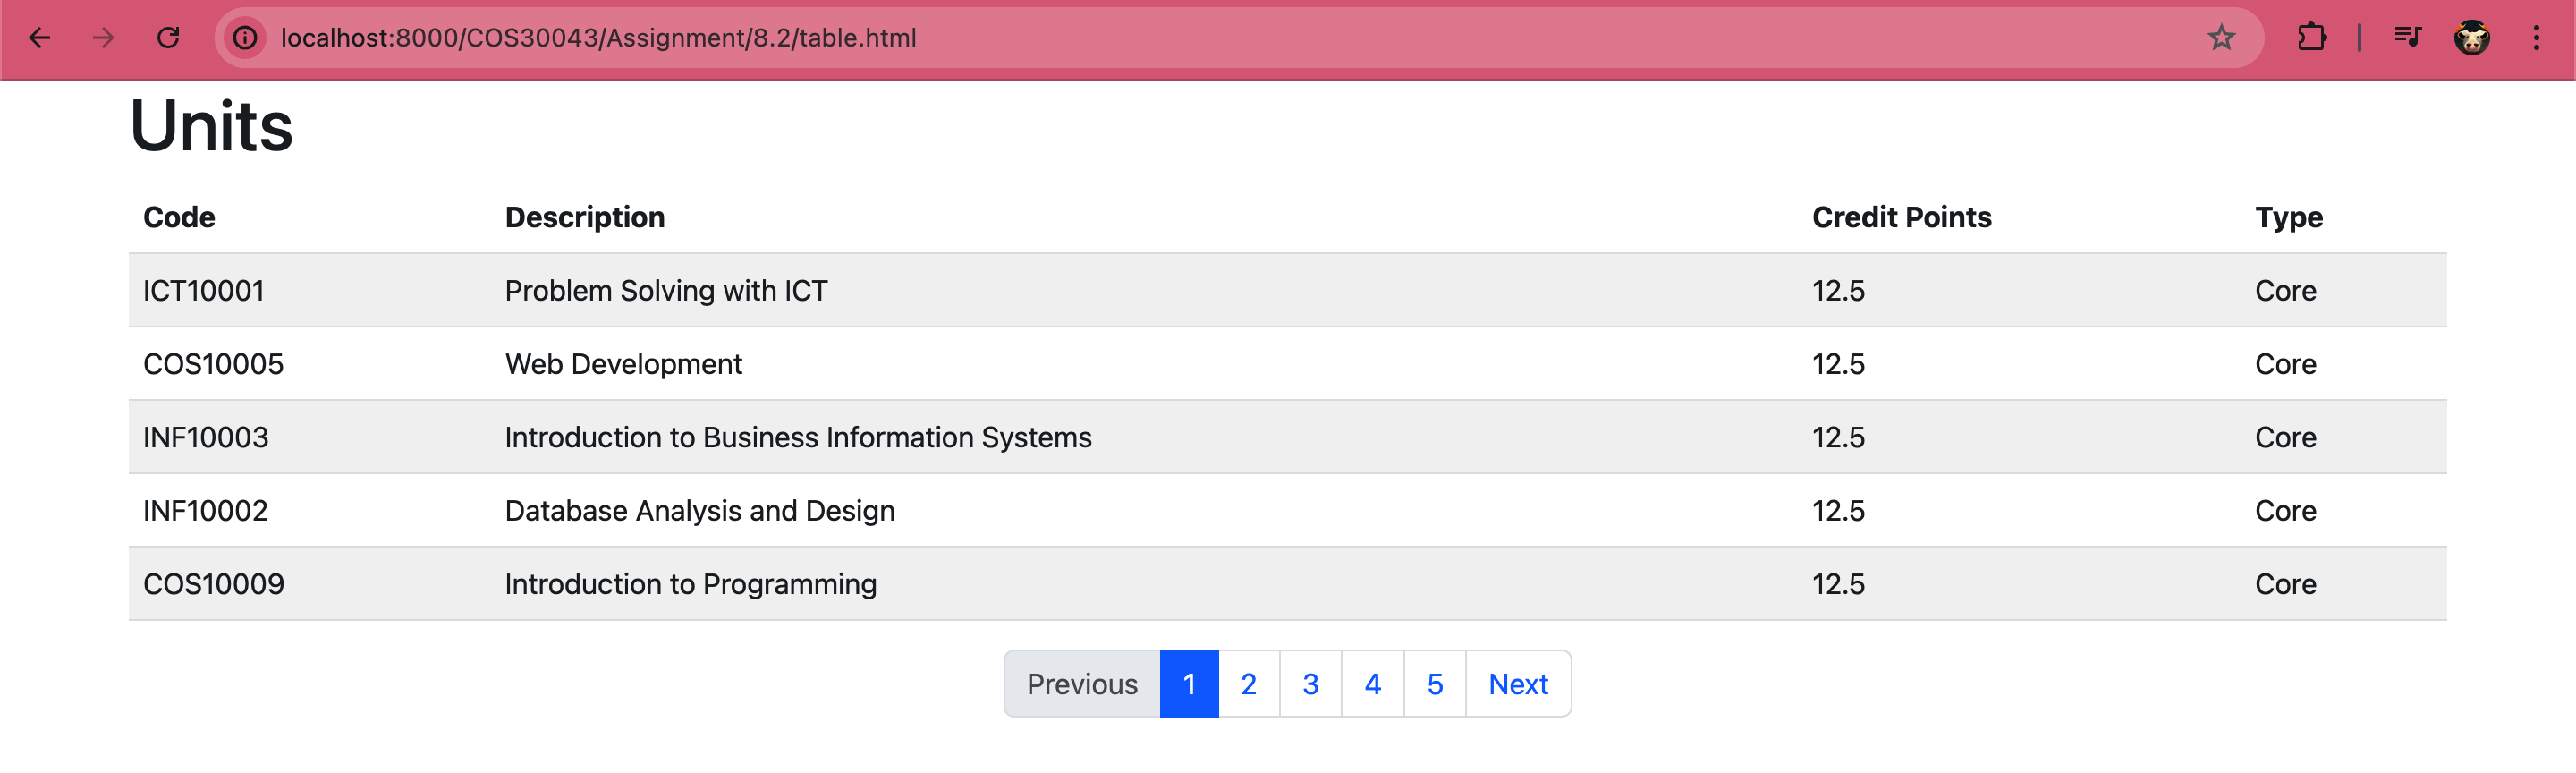 localhost:8000/COS30043/Assignment/8.2/table.html
Units
Code Description Credit Points Type
ICT10001 Problem Solving with ICT 12.5 Core
COS10005 Web Development 12.5 Core
INF10003 Introduction to Business Information Systems 12.5 Core
INF10002 Database Analysis and Design 12.5 Core
COS10009 Introduction to Programming 12.5 Core
Previous 1 2 3 4 5 Next